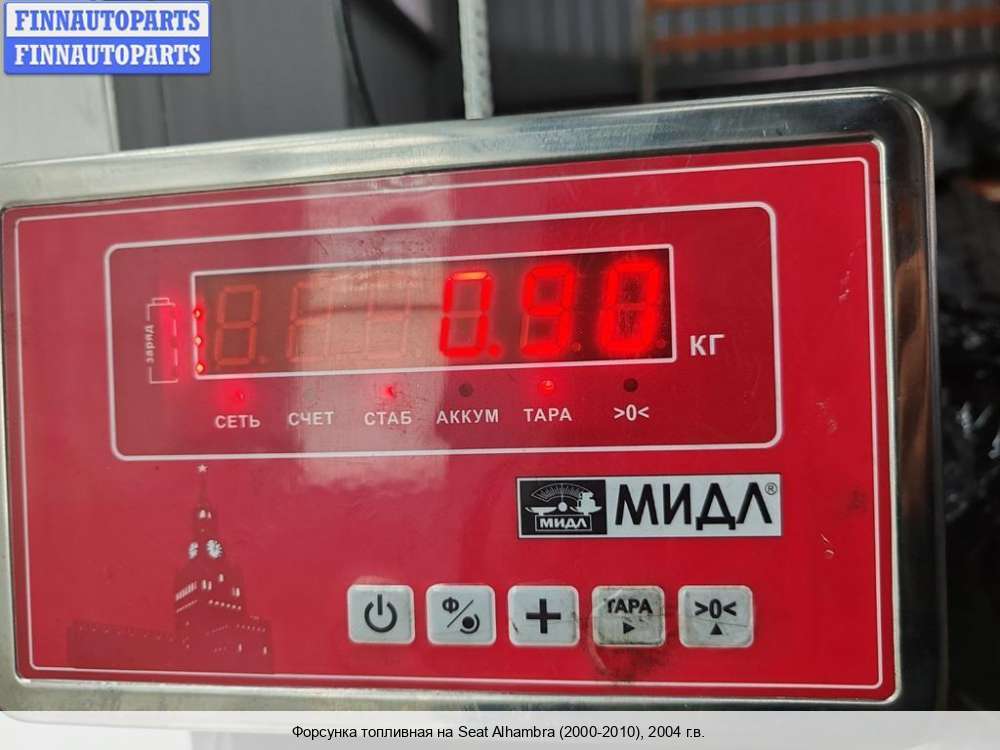 FINNAUTOPARTS
FINNAUTOPARTS
заряд
0.90
КГ
СЕТЬ СЧЕТ СТАБ АККУМ ТАРА >0<
МИДЛ МИДЛ®
Ф ТАРА >0<
Форсунка топливная на Seat Alhambra (2000-2010), 2004 г.в.